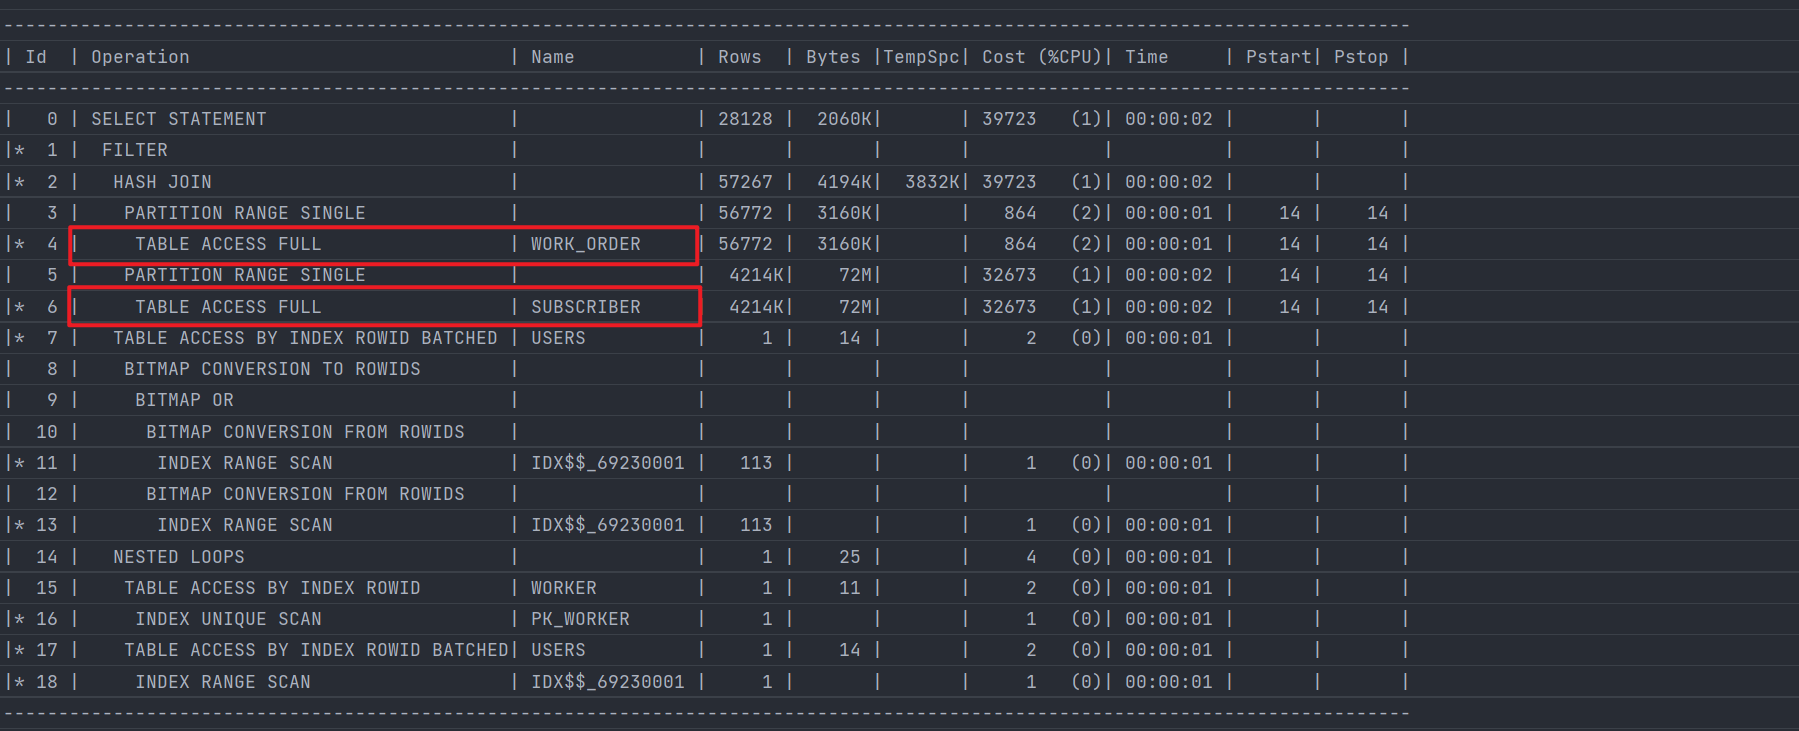 --------------------------------------------------------------------------------------------------------------------------------
| Id  | Operation                             | Name            | Rows  | Bytes |TempSpc| Cost (%CPU)| Time     | Pstart| Pstop |
--------------------------------------------------------------------------------------------------------------------------------
|   0 | SELECT STATEMENT                      |                 | 28128 |  2060K|       | 39723   (1)| 00:00:02 |       |       |
|*  1 |  FILTER                               |                 |       |       |       |            |          |       |       |
|*  2 |   HASH JOIN                           |                 | 57267 |  4194K|  3832K| 39723   (1)| 00:00:02 |       |       |
|   3 |    PARTITION RANGE SINGLE             |                 | 56772 |  3160K|       |   864   (2)| 00:00:01 |    14 |    14 |
|*  4 |     TABLE ACCESS FULL                 | WORK_ORDER      | 56772 |  3160K|       |   864   (2)| 00:00:01 |    14 |    14 |
|   5 |    PARTITION RANGE SINGLE             |                 |  4214K|    72M|       | 32673   (1)| 00:00:02 |    14 |    14 |
|*  6 |     TABLE ACCESS FULL                 | SUBSCRIBER      |  4214K|    72M|       | 32673   (1)| 00:00:02 |    14 |    14 |
|*  7 |   TABLE ACCESS BY INDEX ROWID BATCHED | USERS           |     1 |    14 |       |     2   (0)| 00:00:01 |       |       |
|   8 |    BITMAP CONVERSION TO ROWIDS        |                 |       |       |       |            |          |       |       |
|   9 |     BITMAP OR                         |                 |       |       |       |            |          |       |       |
|  10 |      BITMAP CONVERSION FROM ROWIDS    |                 |       |       |       |            |          |       |       |
|* 11 |       INDEX RANGE SCAN                | IDX$$_69230001 |   113 |       |       |     1   (0)| 00:00:01 |       |       |
|  12 |      BITMAP CONVERSION FROM ROWIDS    |                 |       |       |       |            |          |       |       |
|* 13 |       INDEX RANGE SCAN                | IDX$$_69230001 |   113 |       |       |     1   (0)| 00:00:01 |       |       |
|  14 |   NESTED LOOPS                        |                 |     1 |    25 |       |     4   (0)| 00:00:01 |       |       |
|  15 |    TABLE ACCESS BY INDEX ROWID        | WORKER          |     1 |    11 |       |     2   (0)| 00:00:01 |       |       |
|* 16 |     INDEX UNIQUE SCAN                 | PK_WORKER       |     1 |       |       |     1   (0)| 00:00:01 |       |       |
|* 17 |    TABLE ACCESS BY INDEX ROWID BATCHED| USERS           |     1 |    14 |       |     2   (0)| 00:00:01 |       |       |
|* 18 |     INDEX RANGE SCAN                  | IDX$$_69230001 |     1 |       |       |     1   (0)| 00:00:01 |       |       |
--------------------------------------------------------------------------------------------------------------------------------